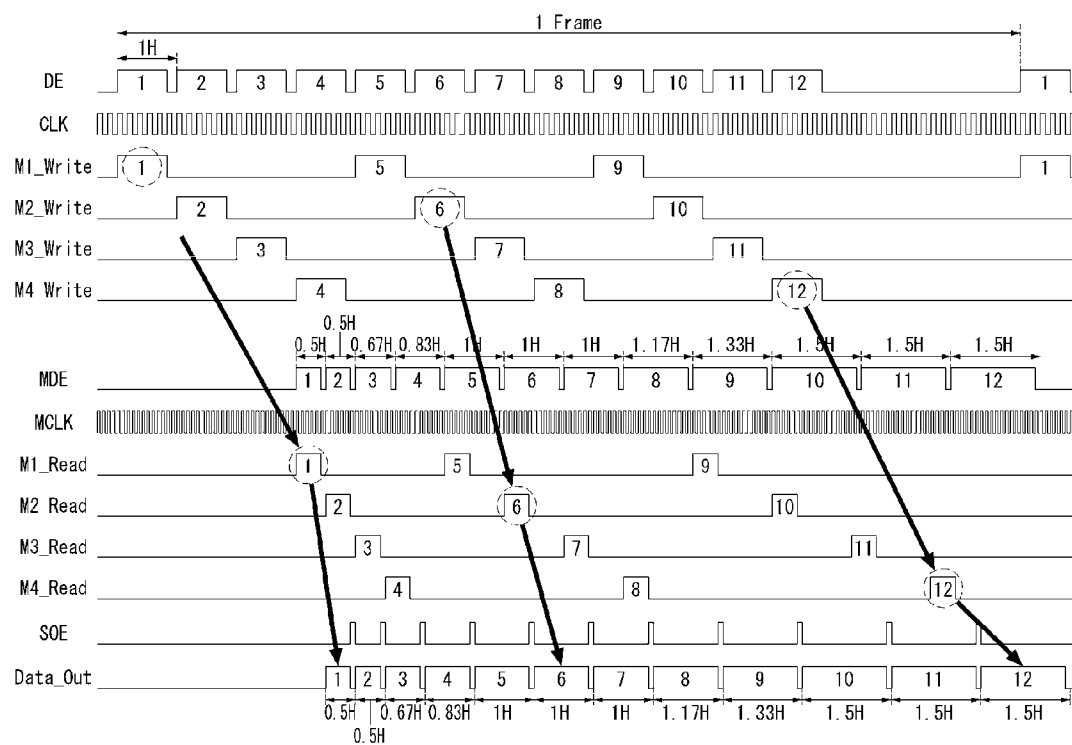 1 Frame
1H
DE 1 2 3 4 5 6 7 8 9 10 11 12 1
CLK
M1_Write 1 5 9 1
M2_Write 2 6 10
M3_Write 3 7 11
M4 Write 4 8 12
0.5H
0.5H 0.67H 0.83H 1H 1H 1H 1.17H 1.33H 1.5H 1.5H 1.5H
MDE 1 2 3 4 5 6 7 8 9 10 11 12
MCLK
M1_Read 1 5 9
M2 Read 2 6 10
M3_Read 3 7 11
M4_Read 4 8 12
SOE
Data_Out 1 2 3 4 5 6 7 8 9 10 11 12
0.5H 0.67H 0.83H 1H 1H 1H 1.17H 1.33H 1.5H 1.5H 1.5H
0.5H